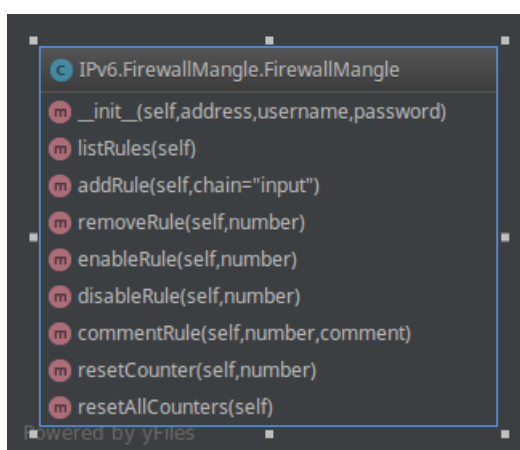 C IPv6.FirewallMangle.FirewallMangle
m __init__(self,address,username,password)
m listRules(self)
m addRule(self,chain="input")
m removeRule(self,number)
m enableRule(self,number)
m disableRule(self,number)
m commentRule(self,number,comment)
m resetCounter(self,number)
m resetAllCounters(self)
Powered by yFiles